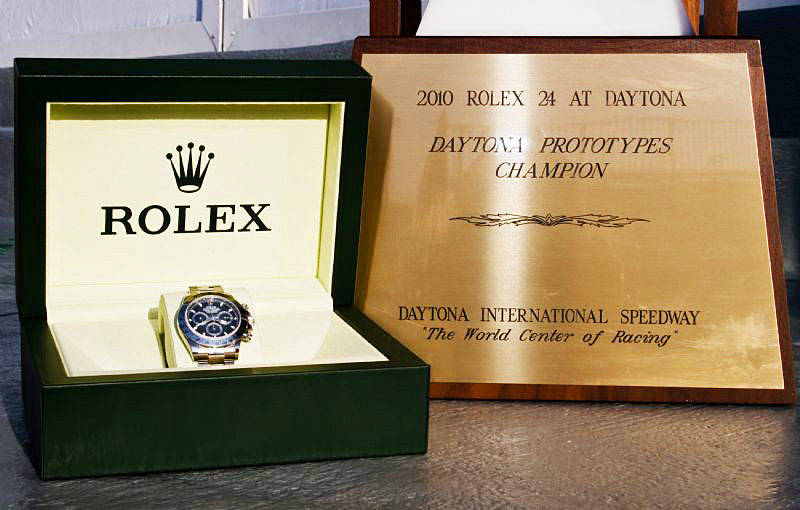 ROLEX
2010 ROLEX 24 AT DAYTONA
DAYTONA PROTOTYPES
CHAMPION
DAYTONA INTERNATIONAL SPEEDWAY
"The World Center of Racing"